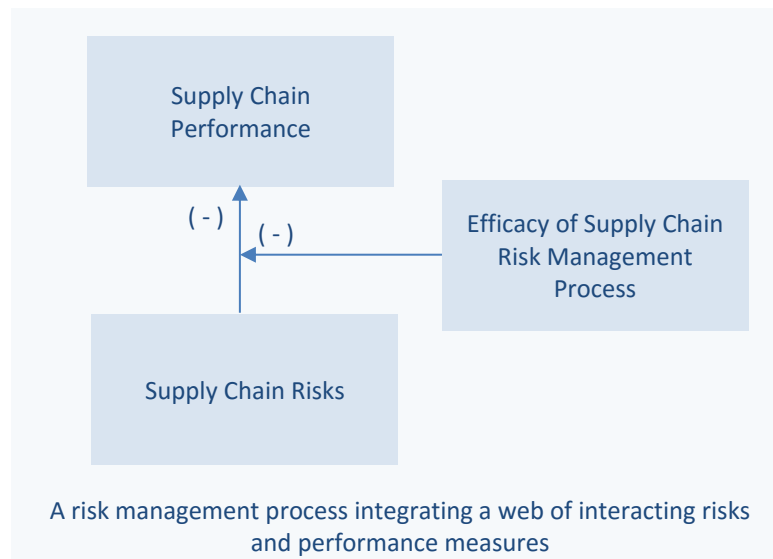 Supply Chain
Performance
( - )
( - )
Efficacy of Supply Chain
Risk Management
Process
Supply Chain Risks
A risk management process integrating a web of interacting risks
and performance measures